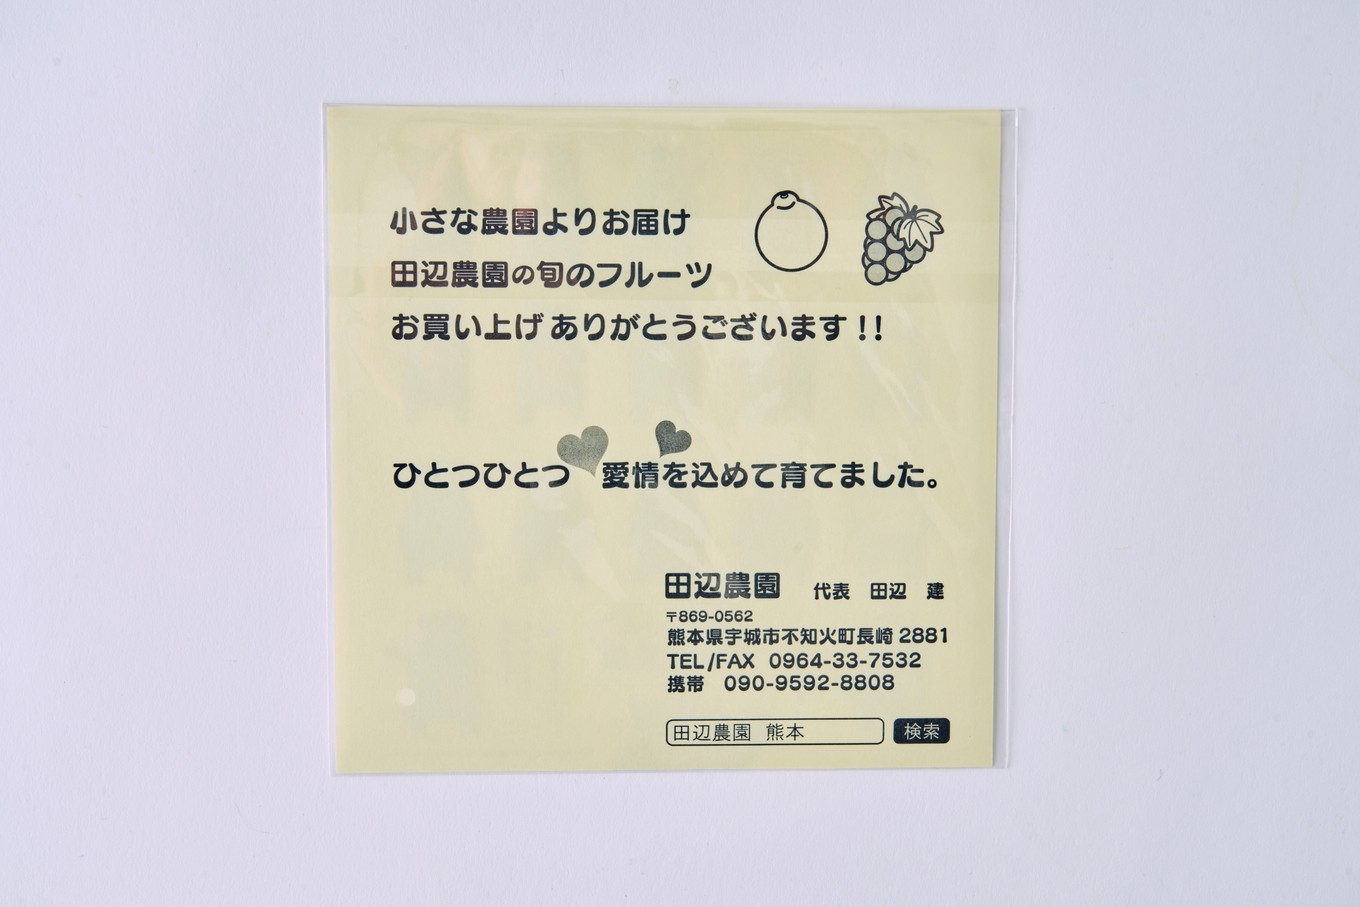 小さな農園よりお届け
田辺農園の旬のフルーツ
お買い上げありがとうございます!!
ひとつひとつ 愛情を込めて育てました。
田辺農園 代表 田辺 建
〒869-0562
熊本県宇城市不知火町長崎 2881
TEL/FAX 0964-33-7532
携帯 090-9592-8808
田辺農園 熊本 検索